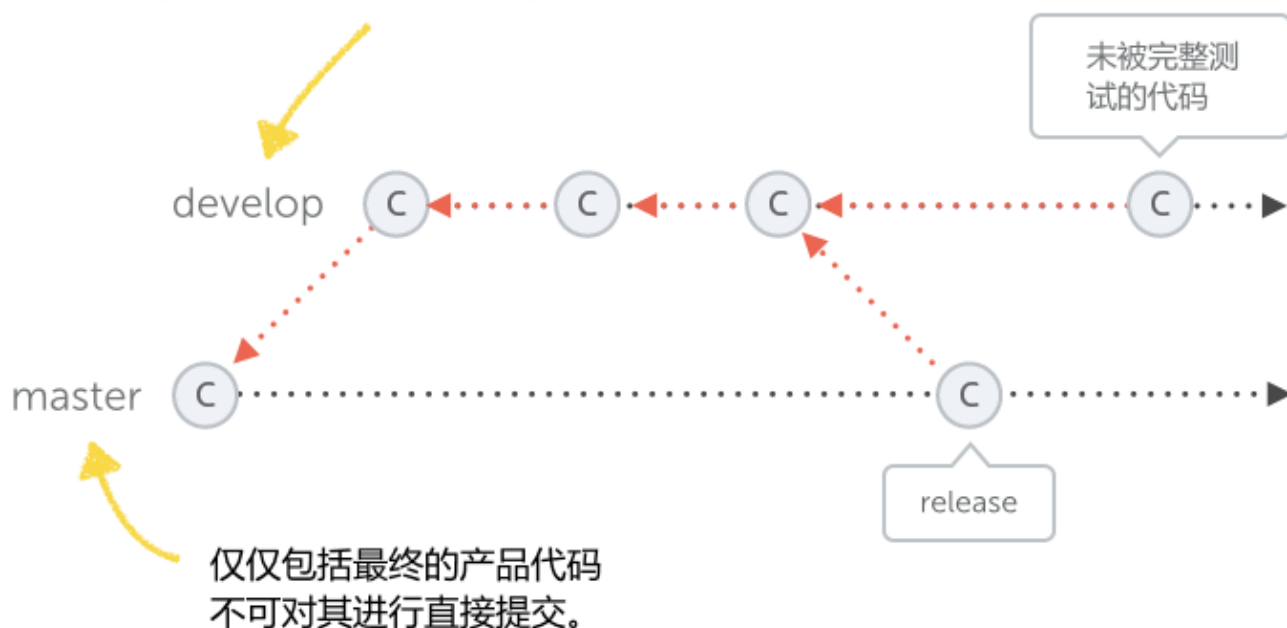 未被完整测
试的代码
develop
C
C
C
C
master
C
C
release
仅仅包括最终的产品代码
不可对其进行直接提交。